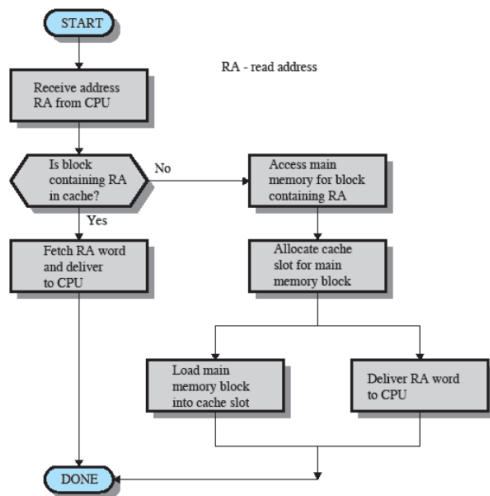 START
RA - read address
Receive address
RA from CPU
Is block
containing RA
in cache?
No
Yes
Access main
memory for block
containing RA
Fetch RA word
and deliver
to CPU
Allocate cache
slot for main
memory block
Load main
memory block
into cache slot
Deliver RA word
to CPU
DONE